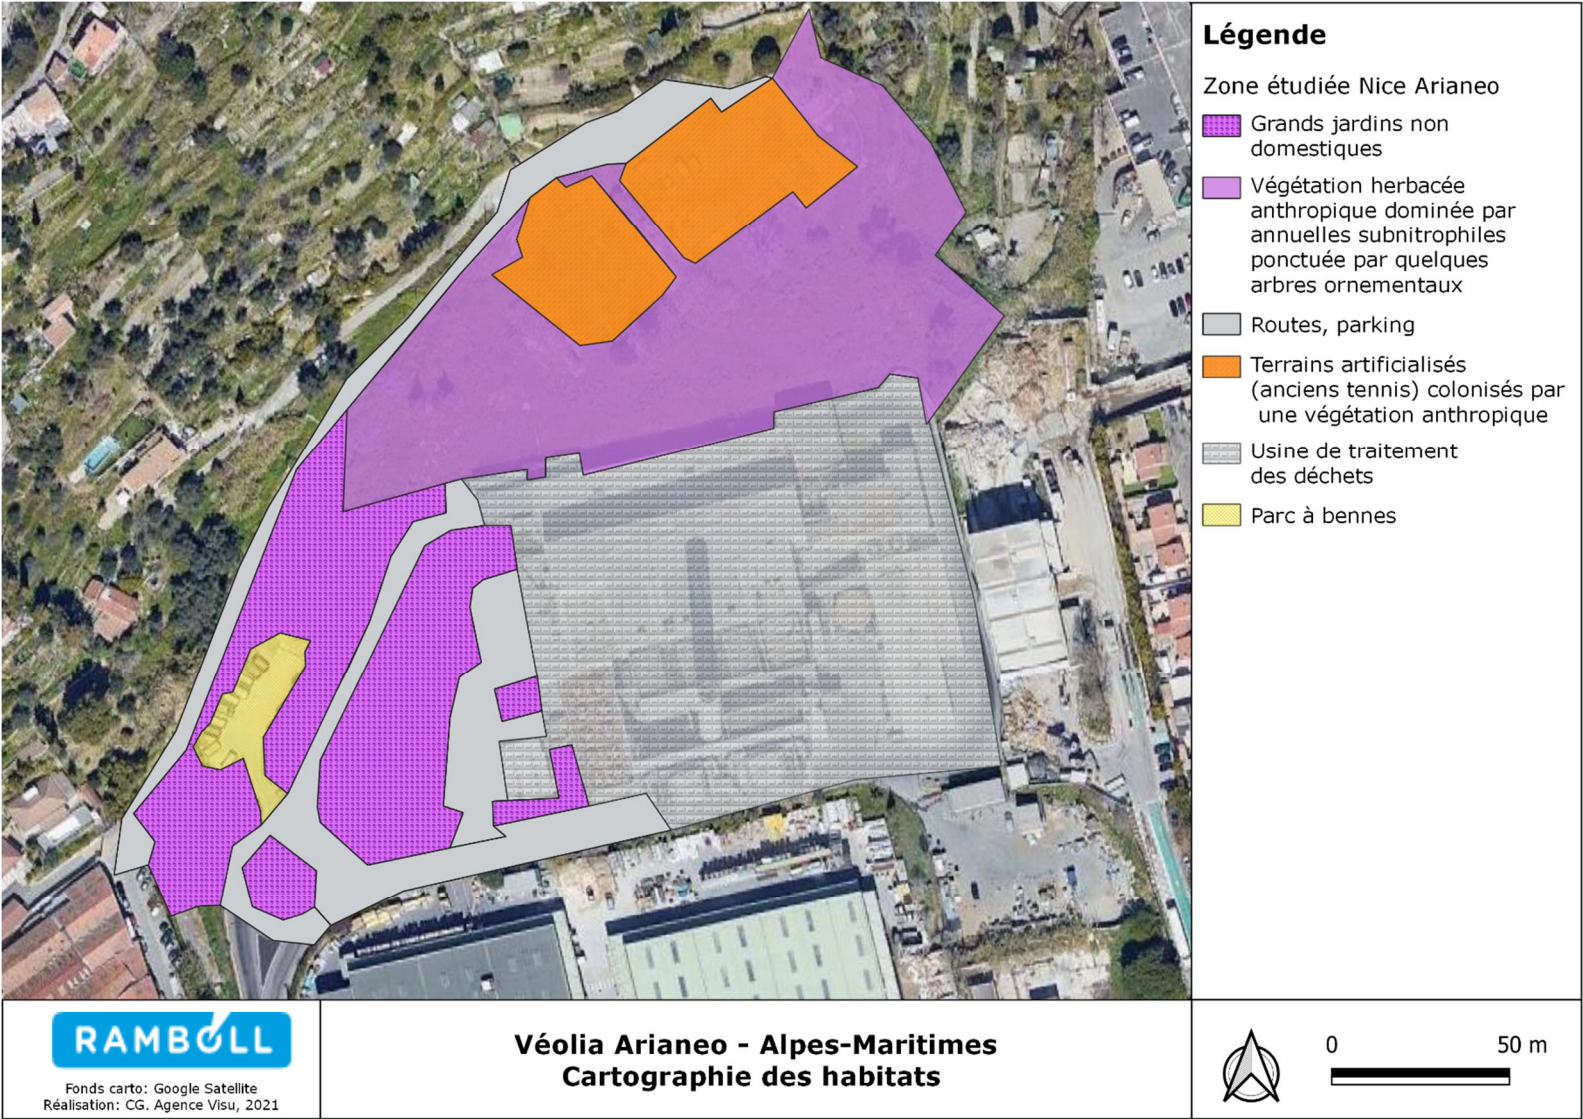 Légende
Zone étudiée Nice Arianeo
Grands jardins non
domestiques
Végétation herbacée
anthropique dominée par
annuelles subnitrophiles
ponctuée par quelques
arbres ornementaux
Routes, parking
Terrains artificialisés
(anciens tennis) colonisés par
une végétation anthropique
Usine de traitement
des déchets
Parc à bennes
RAMBOLL
Fonds carto: Google Satellite
Réalisation: CG. Agence Visu, 2021
Véolia Arianeo - Alpes-Maritimes
Cartographie des habitats
0 50 m